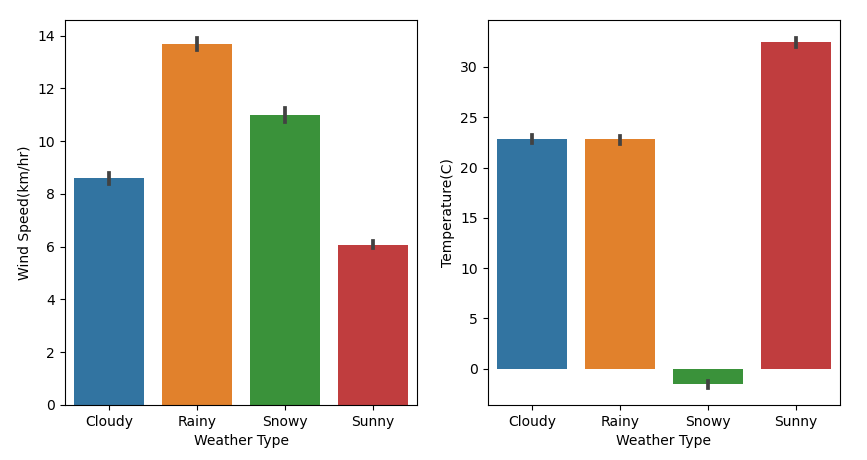 Wind Speed(km/hr)
14
12
10
8
6
4
2
0
Cloudy Rainy Snowy Sunny
Weather Type
Temperature(C)
30
25
20
15
10
5
0
Cloudy Rainy Snowy Sunny
Weather Type